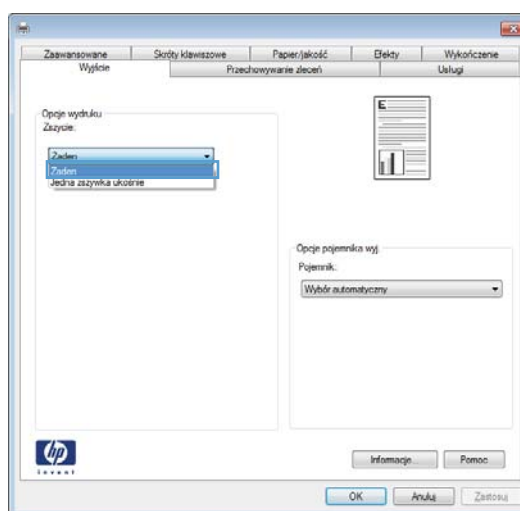 Zaawansowane Skróty klawiszowe Papier/jakość Efekty Wykończenie
Wyjście Przechowywanie zleceń Usługi
Opcje wydruku
Zszycie:
Żaden
Żaden
Jedna zszywka ukośnie
E
Opcje pojemnika wyj.
Pojemnik:
Wybór automatyczny
hp
invent
Informacje... Pomoc
OK Anuluj Zastosuj